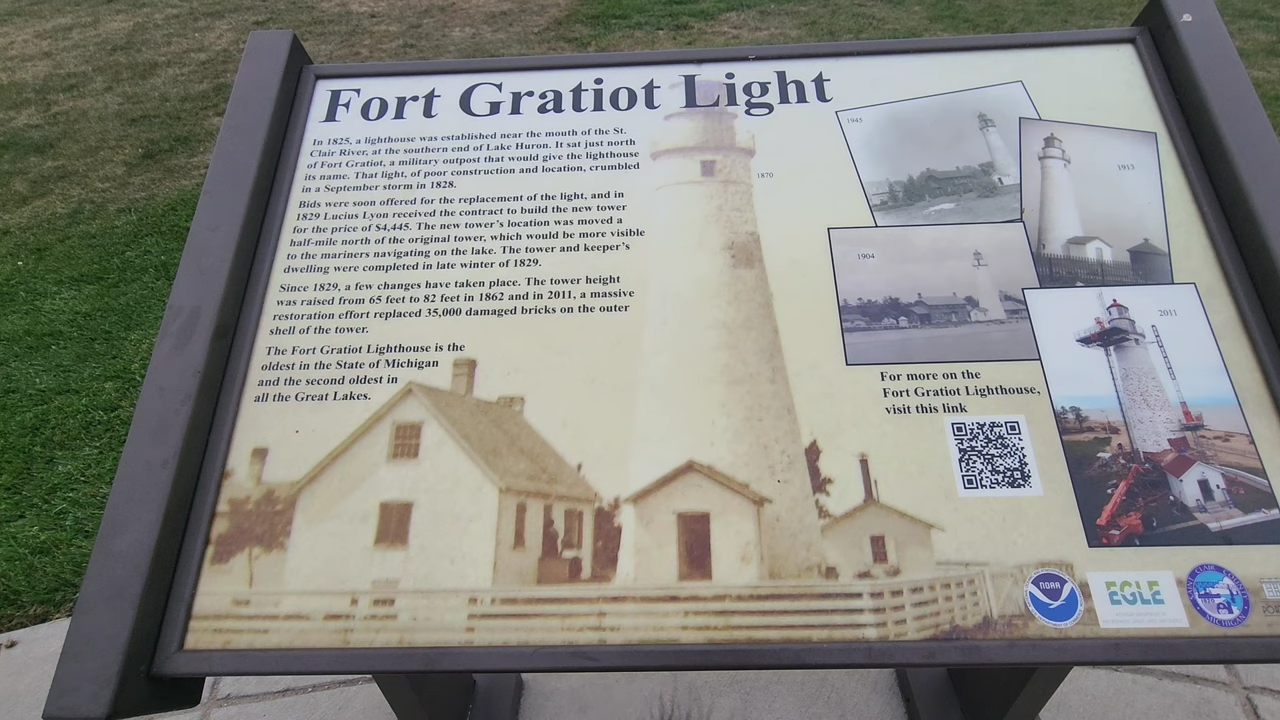 Fort Gratiot Light
In 1825, a lighthouse was established near the mouth of the St.
Clair River, at the southern end of Lake Huron. It sat just north
of Fort Gratiot, a military outpost that would give the lighthouse
its name. That light, of poor construction and location, crumbled
in a September storm in 1828.
Bids were soon offered for the replacement of the light, and in
1829 Lucius Lyon received the contract to build the new tower
for the price of $4,445. The new tower's location was moved a
half-mile north of the original tower, which would be more visible
to the mariners navigating on the lake. The tower and keeper's
dwelling were completed in late winter of 1829.
Since 1829, a few changes have taken place. The tower height
was raised from 65 feet to 82 feet in 1862 and in 2011, a massive
restoration effort replaced 35,000 damaged bricks on the outer
shell of the tower.
The Fort Gratiot Lighthouse is the
oldest in the State of Michigan
and the second oldest in
all the Great Lakes.
1870
1945
1913
1904
2011
For more on the
Fort Gratiot Lighthouse,
visit this link
NOAA
EGLE
SAINT CLAIR COUNTY
MICHIGAN